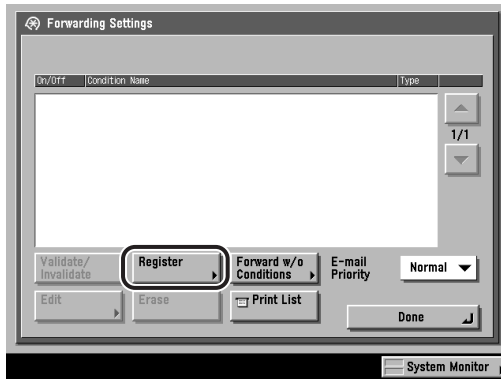 Forwarding Settings
On/Off Condition Name Type
1/1
Validate/
Invalidate
Register
Forward w/o
Conditions
E-mail
Priority
Normal
Edit
Erase
Print List
Done
System Monitor